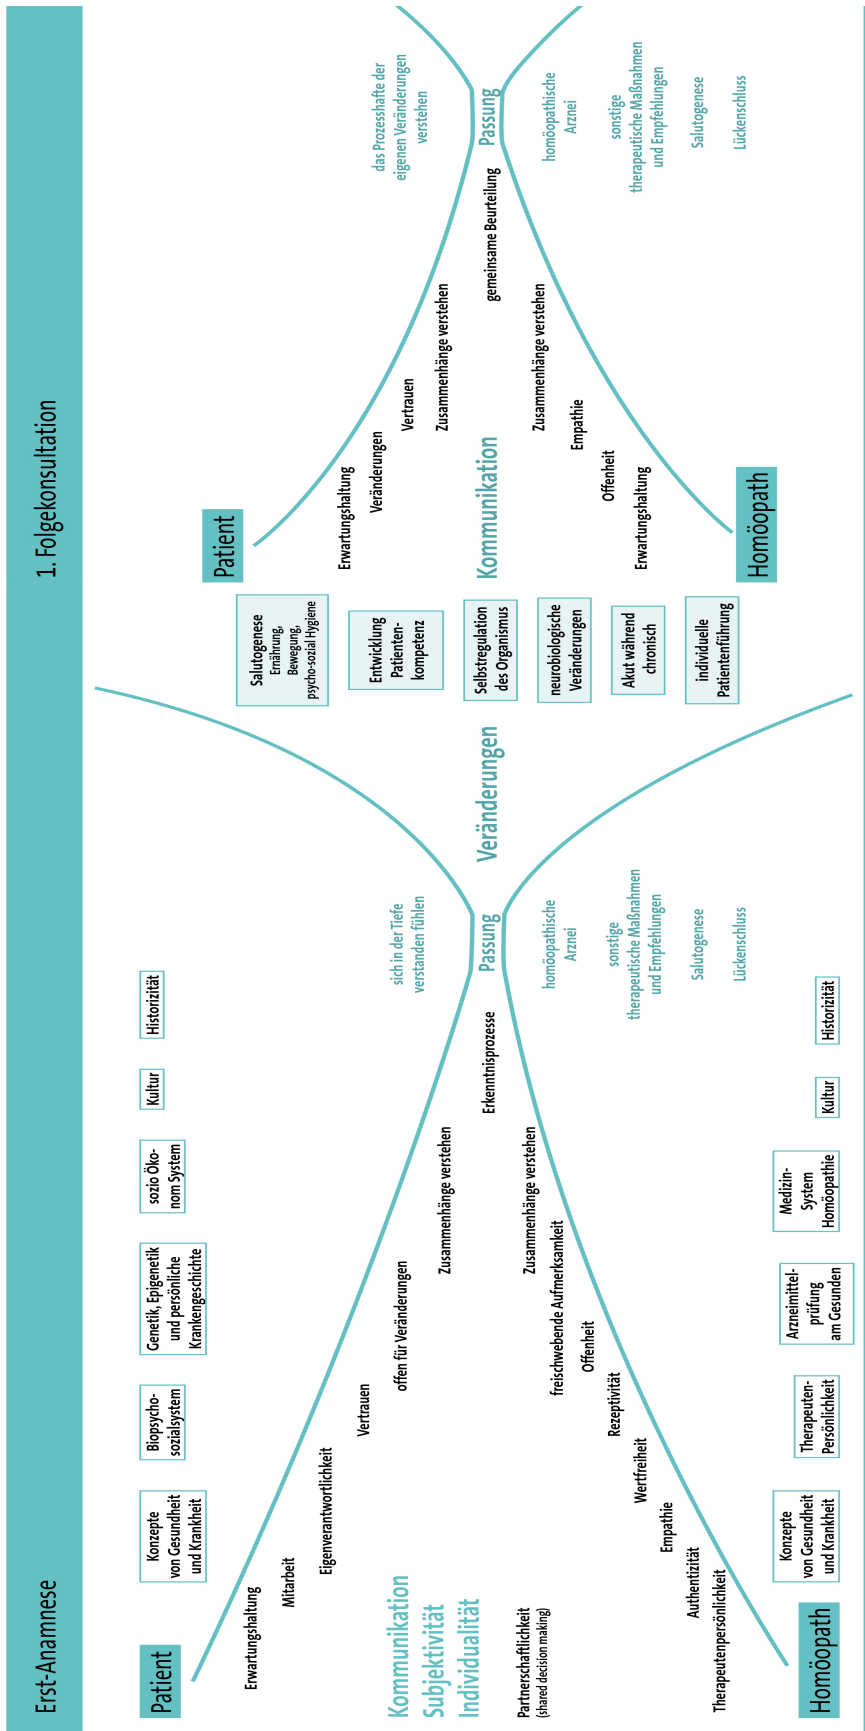 Erst-Anamnese
1. Folgekonsultation
Patient
Konzepte
von Gesundheit
und Krankheit
Biopsycho-
sozialsystem
Genetik, Epigenetik
und persönliche
Krankengeschichte
sozio Öko-
nom System
Kultur
Historizität
Erwartungshaltung
Mitarbeit
Eigenverantwortlichkeit
Vertrauen
offen für Veränderungen
Zusammenhänge verstehen
sich in der Tiefe
verstanden fühlen
Kommunikation
Subjektivität
Individualität
Erkenntnisprozesse
Passung
Partnerschaftlichkeit
(shared decision making)
Zusammenhänge verstehen
freischwebende Aufmerksamkeit
Offenheit
Rezeptivität
Wertfreiheit
Empathie
Authentizität
Therapeutenpersönlichkeit
homöopathische
Arznei
sonstige
therapeutische Maßnahmen
und Empfehlungen
Salutogenese
Lückenschluss
Homöopath
Konzepte
von Gesundheit
und Krankheit
Therapeuten-
Persönlichkeit
Arzneimittel-
prüfung
am Gesunden
Medizin-
System
Homöopathie
Kultur
Historizität
Veränderungen
Salutogenese
Ernährung,
Bewegung,
psycho-sozial Hygiene
Entwicklung
Patienten-
kompetenz
Selbstregulation
des Organismus
neurobiologische
Veränderungen
Akut während
chronisch
individuelle
Patientenführung
Patient
Erwartungshaltung
Veränderungen
Vertrauen
Zusammenhänge verstehen
das Prozesshafte der
eigenen Veränderungen
verstehen
Kommunikation
gemeinsame Beurteilung
Passung
Zusammenhänge verstehen
Empathie
Offenheit
Erwartungshaltung
homöopathische
Arznei
sonstige
therapeutische Maßnahmen
und Empfehlungen
Salutogenese
Lückenschluss
Homöopath